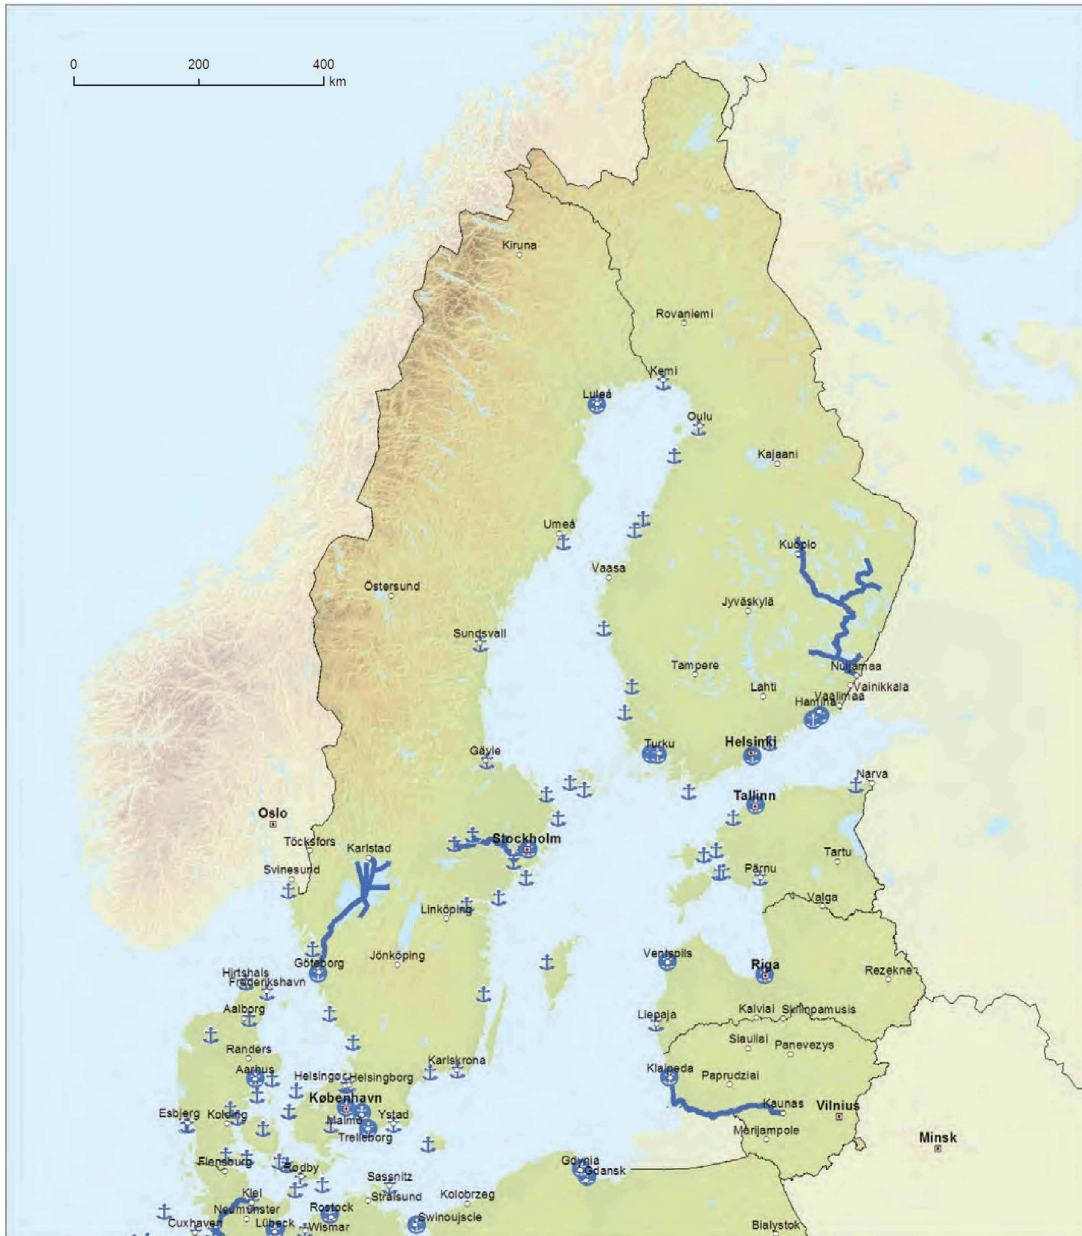 0 200 400
km
Kiruna
Rovaniemi
Kemi
Luleå
Oulu
Kajaani
Umeå
Kuopio
Vaasa
Östersund
Jyväskylä
Sundsvall
Tampere
Nuijamaa
Vainikkala
Lahti
Vaalimaa
Hamina
Turku
Helsinki
Gävle
Narva
Tallinn
Oslo
Töcksfors
Karlstad
Stockholm
Tartu
Svinesund
Pärnu
Valga
Linköping
Jönköping
Göteborg
Ventspils
Riga
Rezekne
Hirtshals
Frederikshavn
Aalborg
Liepaja
Kalviai
Skrinpamusis
Randers
Siauliai
Panevezys
Aarhus
Helsingør
Helsingborg
Karlskrona
Klaipeda
Paprudziai
København
Kaunas
Vilnius
Esbjerg
Kolding
Malmö
Ystad
Trelleborg
Marijampole
Minsk
Flensburg
Rødby
Gdynia
Gdansk
Sassnitz
Kiel
Stralsund
Kolobrzeg
Neumünster
Rostock
Cuxhaven
Lübeck
Wismar
Swinoujscie
Bialystok